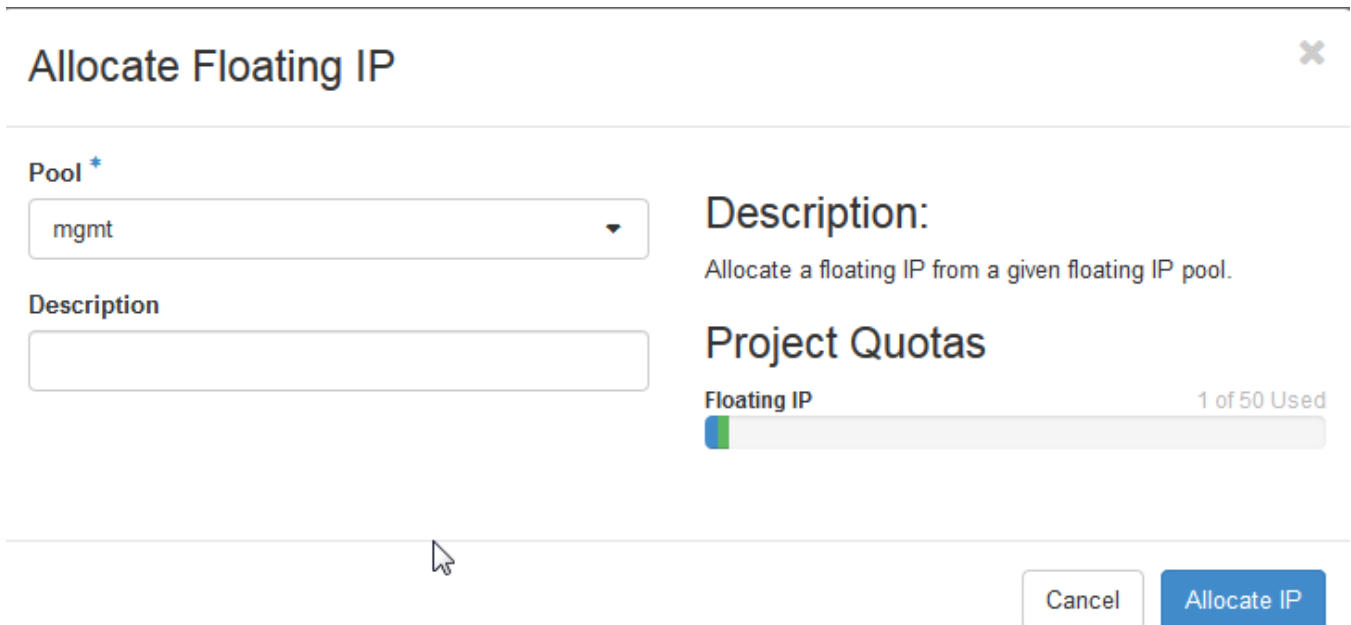 Allocate Floating IP
Pool *
mgmt
Description
Description:
Allocate a floating IP from a given floating IP pool.
Project Quotas
Floating IP 1 of 50 Used
Cancel Allocate IP